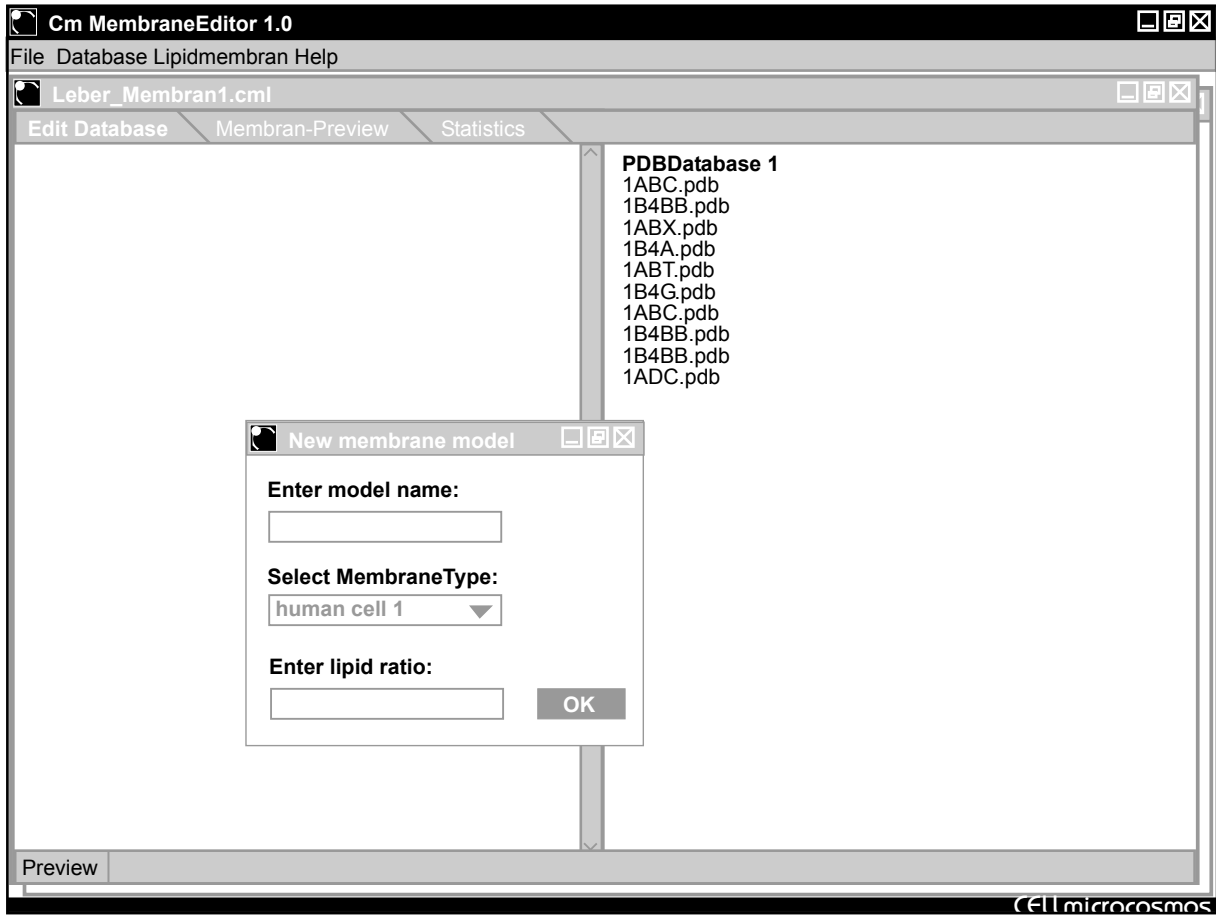 Cm MembraneEditor 1.0
File Database Lipidmembran Help
Leber_Membran1.cml
Edit Database Membran-Preview Statistics
PDBDatabase 1
1ABC.pdb
1B4BB.pdb
1ABX.pdb
1B4A.pdb
1ABT.pdb
1B4G.pdb
1ABC.pdb
1B4BB.pdb
1B4BB.pdb
1ADC.pdb
New membrane model
Enter model name:
Select MembraneType:
human cell 1
Enter lipid ratio:
OK
Preview
CELLmicrocosmos